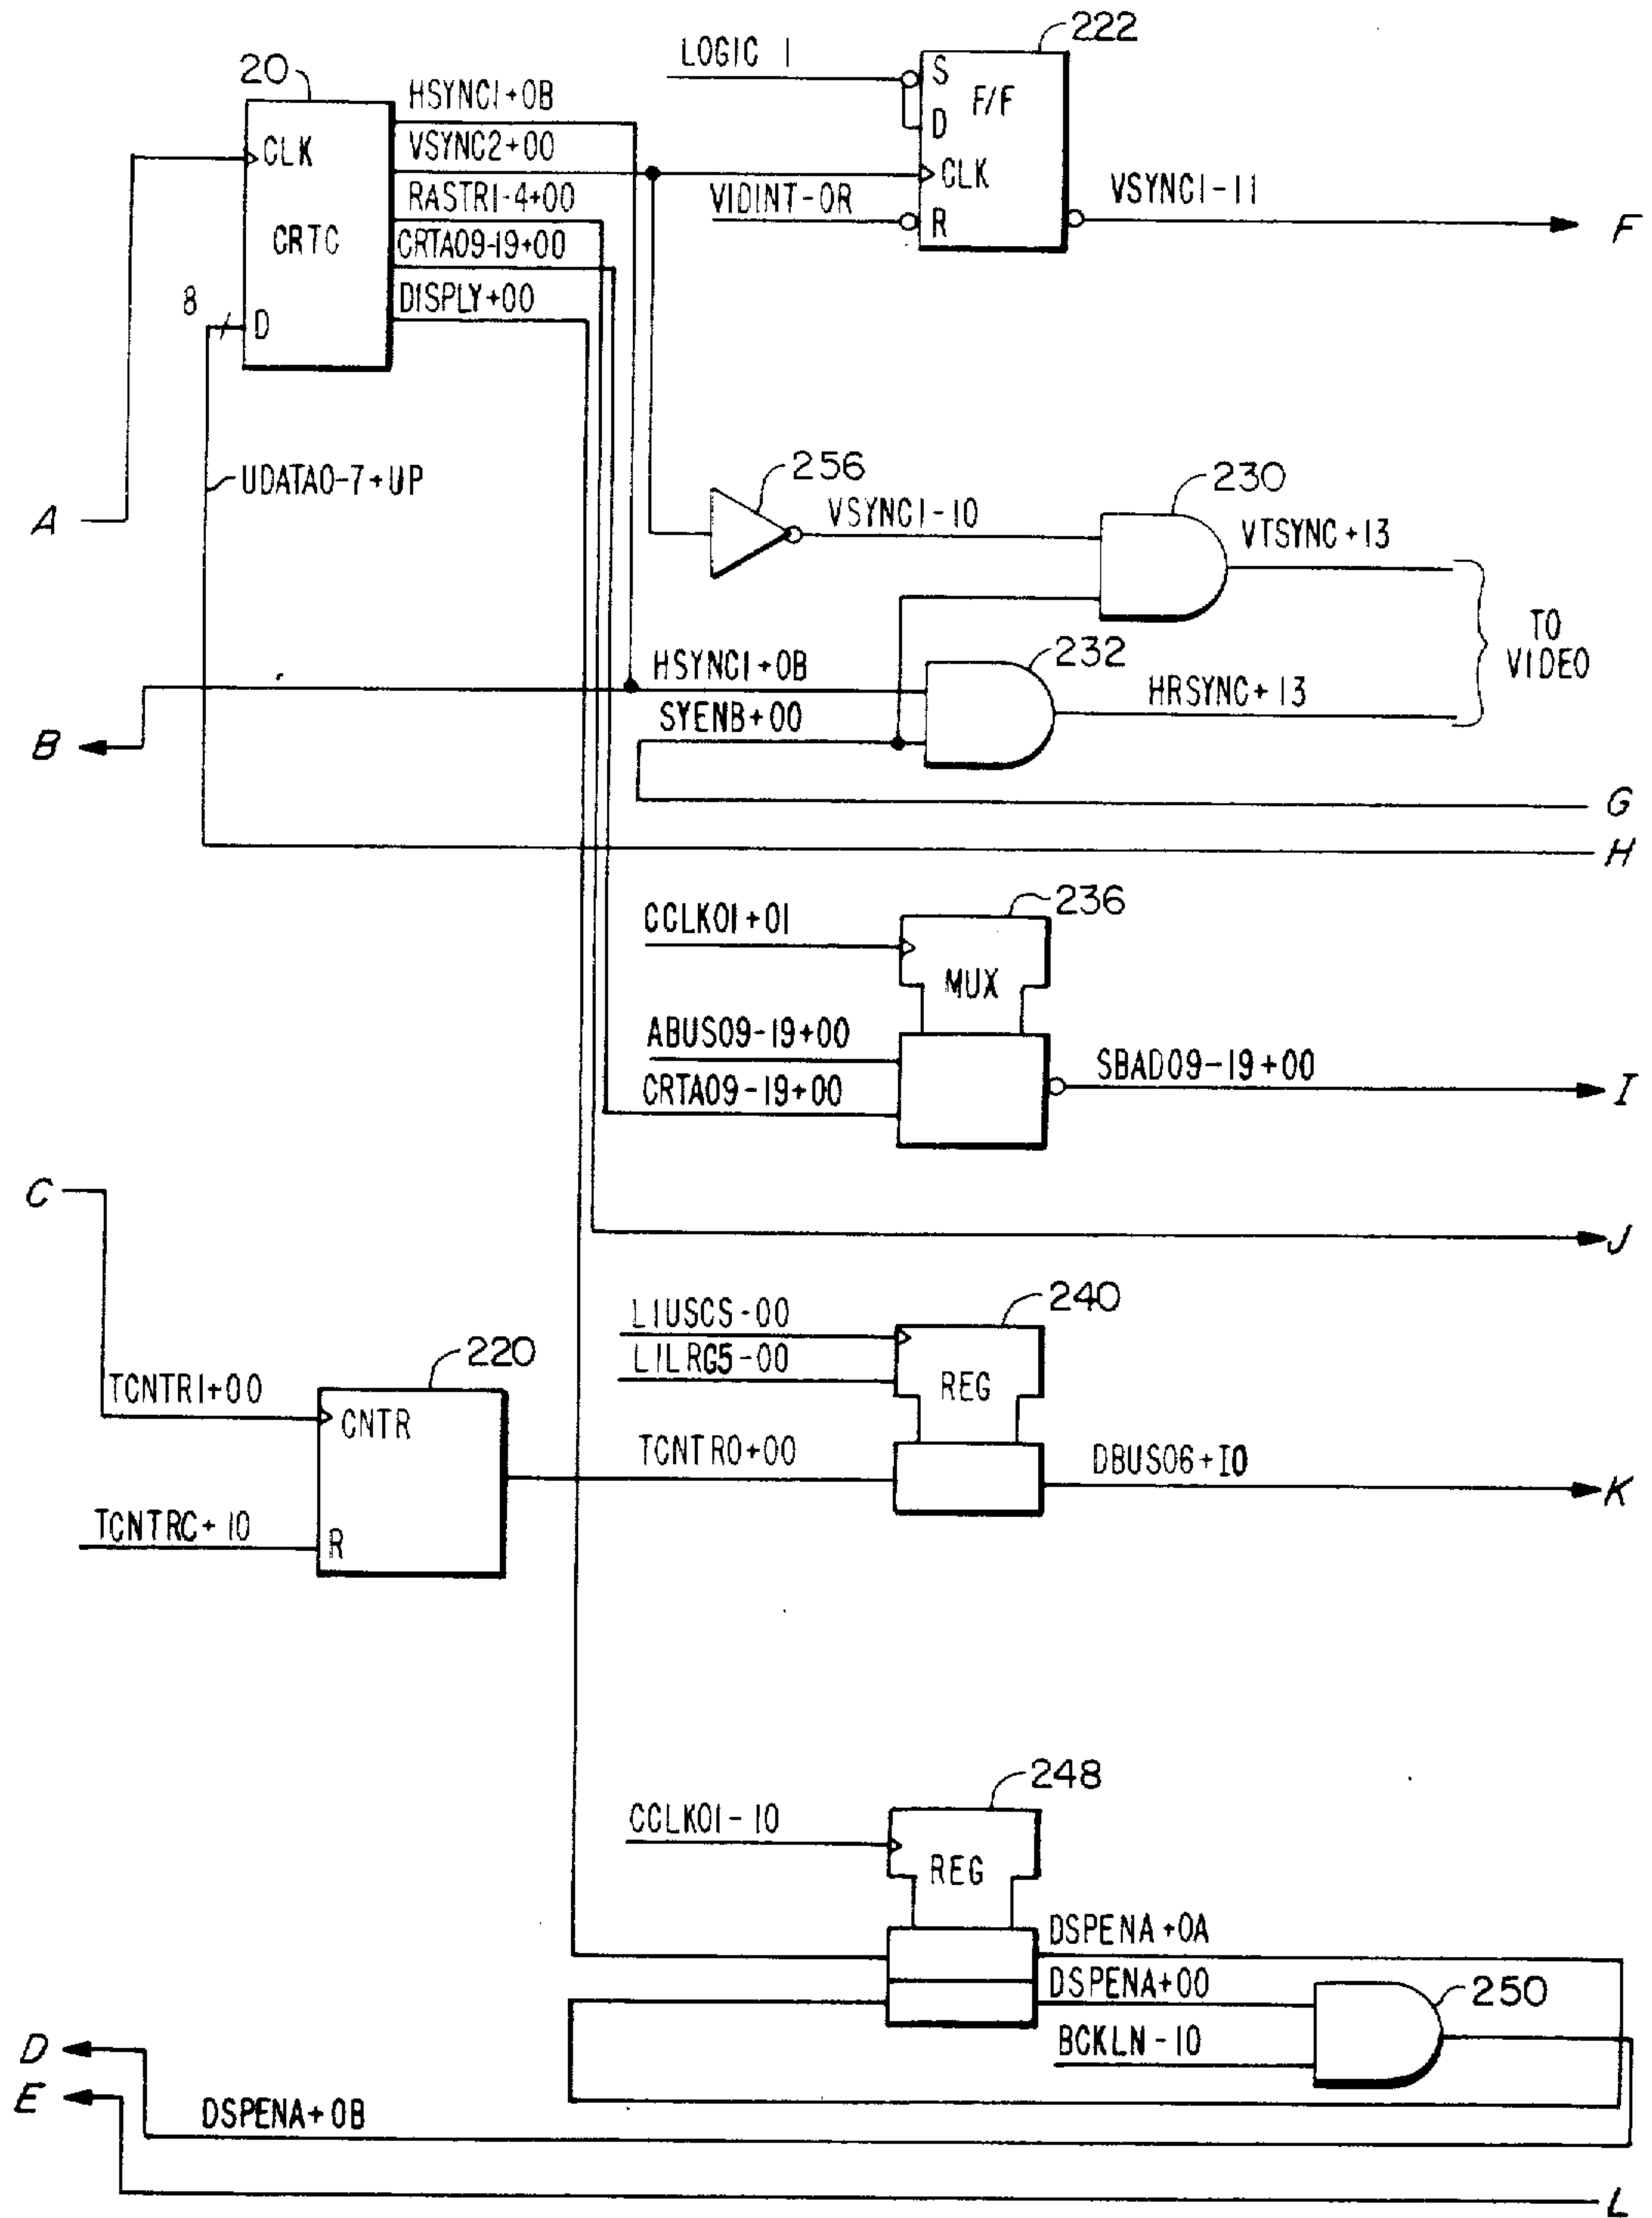 222
LOGIC 1
S
F/F
D
CLK
R
VIDINT-0R
VSYNC1-11
F
20
HSYNC1+0B
CLK
VSYNC2+00
RASTR1-4+00
CRTC
CRTA09-19+00
DISPLY+00
8
D
UDATA0-7+UP
A
256
VSYNC1-10
230
VTSYNC+13
TO
VIDEO
HSYNC1+0B
232
HRSYNC+13
SYENB+00
B
G
H
236
CCLK01+01
MUX
ABUS09-19+00
CRTA09-19+00
SBAD09-19+00
I
C
J
240
LIUSCS-00
LILRG5-00
REG
220
TCNTR1+00
CNTR
TCNTR0+00
DBUS06+I0
K
TCNTRC+10
R
248
CCLK01-10
REG
DSPENA+0A
DSPENA+00
250
BCKLN-10
D
E
DSPENA+0B
L